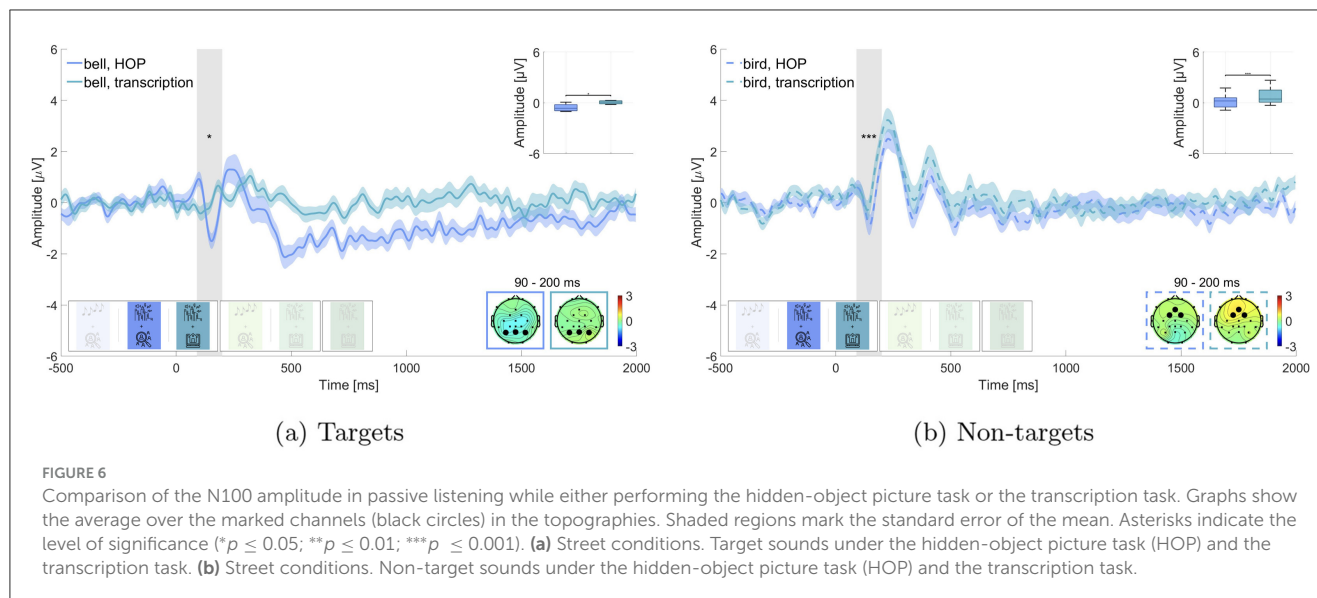 6
4
2
0
-2
-4
-6
Amplitude [µV]
bell, HOP
bell, transcription
*
6
0
-6
Amplitude [µV]
*
90 - 200 ms
3
0
-3
-500
0
500
1000
1500
2000
Time [ms]
(a) Targets
6
4
2
0
-2
-4
-6
Amplitude [µV]
bird, HOP
bird, transcription
***
6
0
-6
Amplitude [µV]
***
90 - 200 ms
3
0
-3
-500
0
500
1000
1500
2000
Time [ms]
(b) Non-targets
FIGURE 6
Comparison of the N100 amplitude in passive listening while either performing the hidden-object picture task or the transcription task. Graphs show
the average over the marked channels (black circles) in the topographies. Shaded regions mark the standard error of the mean. Asterisks indicate the
level of significance (*p ≤ 0.05; **p ≤ 0.01; ***p ≤ 0.001). (a) Street conditions. Target sounds under the hidden-object picture task (HOP) and the
transcription task. (b) Street conditions. Non-target sounds under the hidden-object picture task (HOP) and the transcription task.